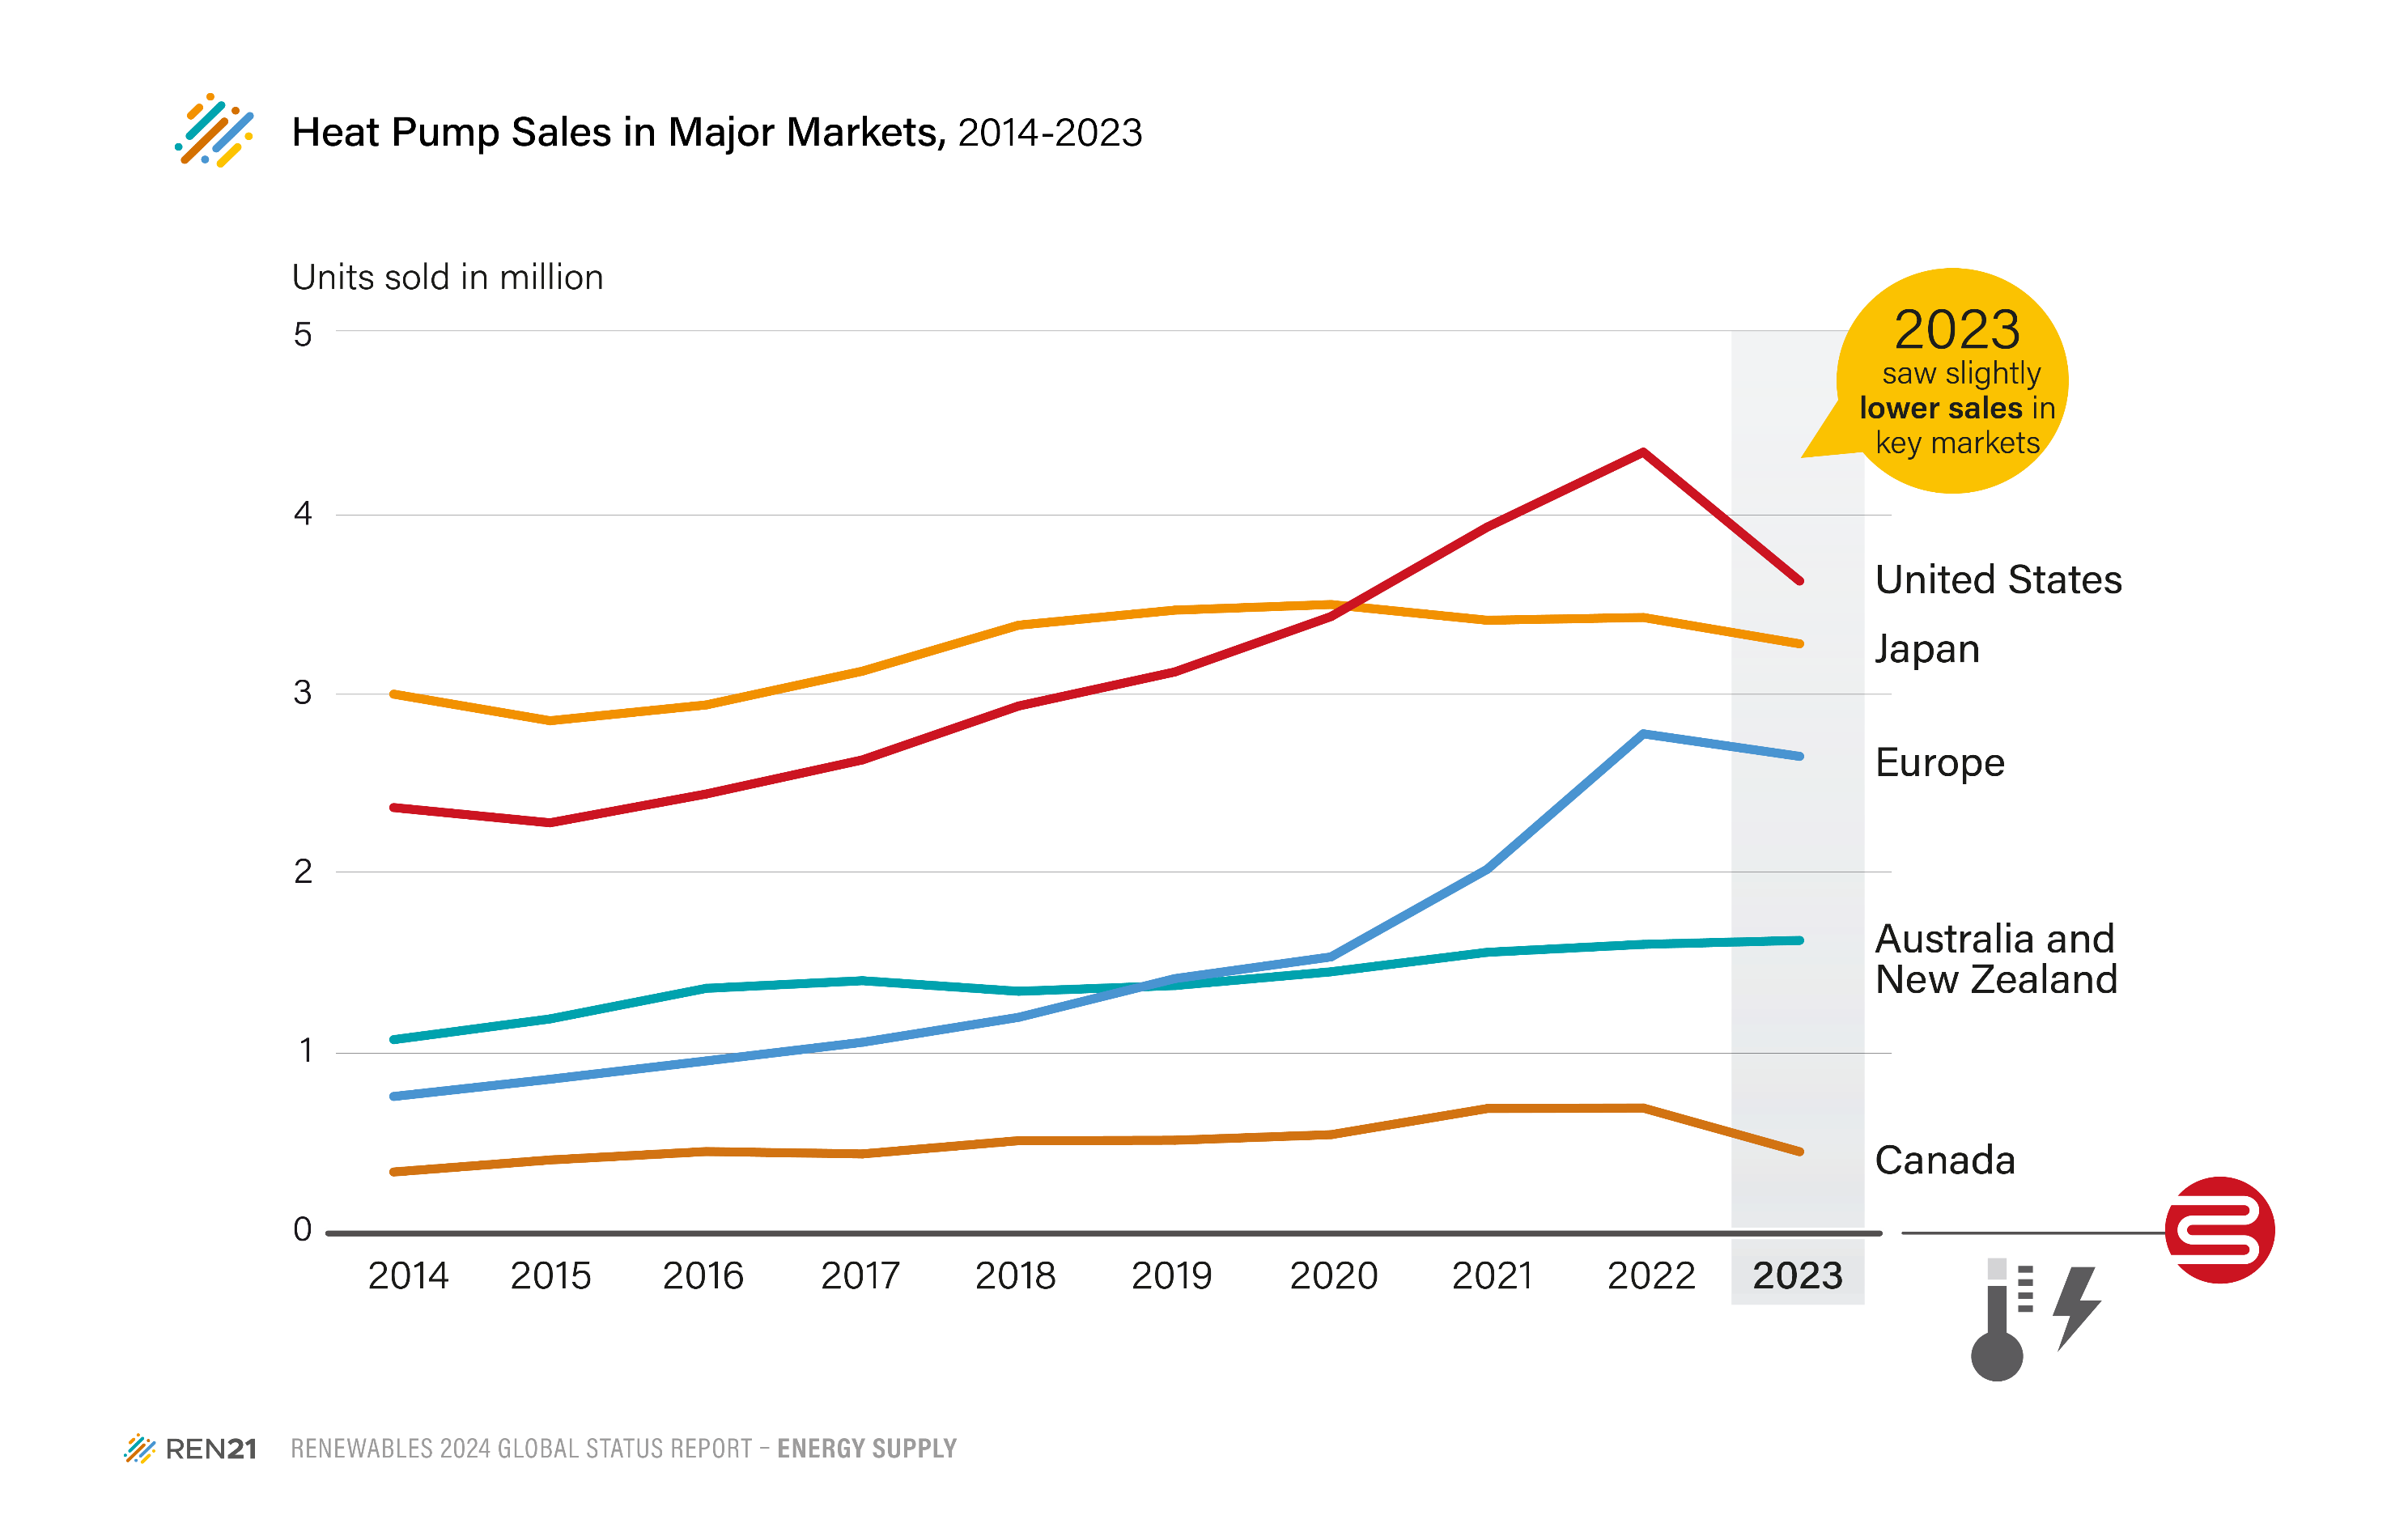 Heat Pump Sales in Major Markets, 2014-2023
Units sold in million
5
4
3
2
1
0
2023
saw slightly
lower sales in
key markets
United States
Japan
Europe
Australia and
New Zealand
Canada
2014 2015 2016 2017 2018 2019 2020 2021 2022 2023
REN21 RENEWABLES 2024 GLOBAL STATUS REPORT – ENERGY SUPPLY